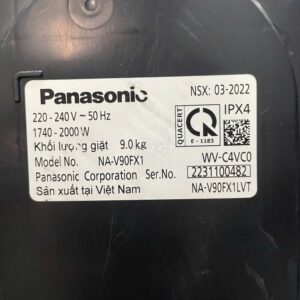 Panasonic
NSX: 03-2022
220 - 240 V ~ 50 Hz
1740 - 2000 W
Khối lượng giặt 9.0 kg
QUACERT
E - 1183
IPX4
Model No. NA-V90FX1
WV-C4VC0
Panasonic Corporation Ser.No. 2231100482
Sản xuất tại Việt Nam
NA-V90FX1LVT